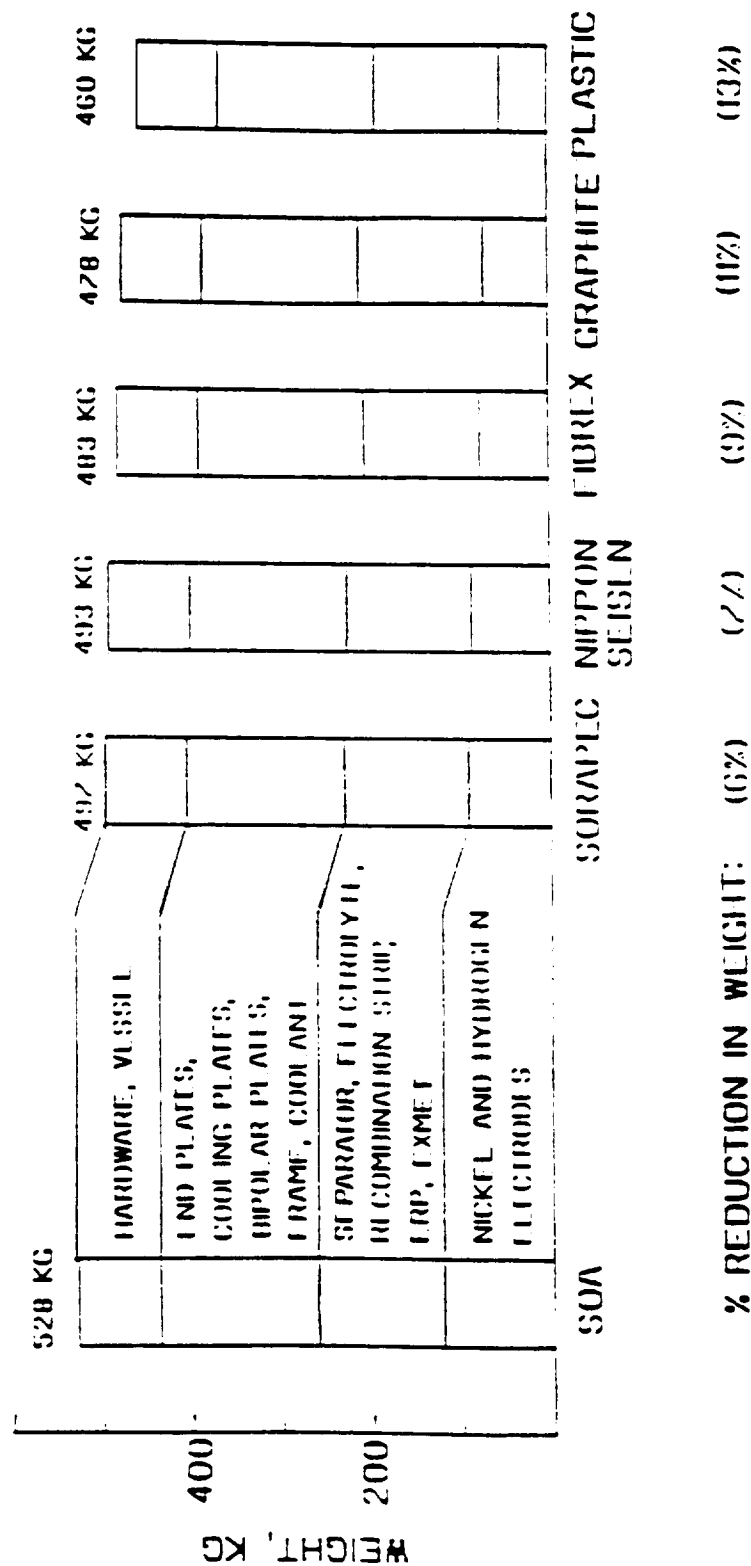 WEIGHT, KG
400
200
528 KG
497 KG
493 KG
483 KG
478 KG
460 KG
HARDWARE, VESSEL
END PLATES,
COOLING PLATES,
BIPOLAR PLATES,
FRAME, COOLANT
SEPARATOR, ELECTROLYTE,
RECOMBINATION STRIP,
ERP, EXMET
NICKEL AND HYDROGEN
ELECTRODES
SOA
SORAPEC
NIPPON
SEISEN
FIBREX
GRAPHITE
PLASTIC
% REDUCTION IN WEIGHT: (6%) (7%) (9%) (11%) (13%)